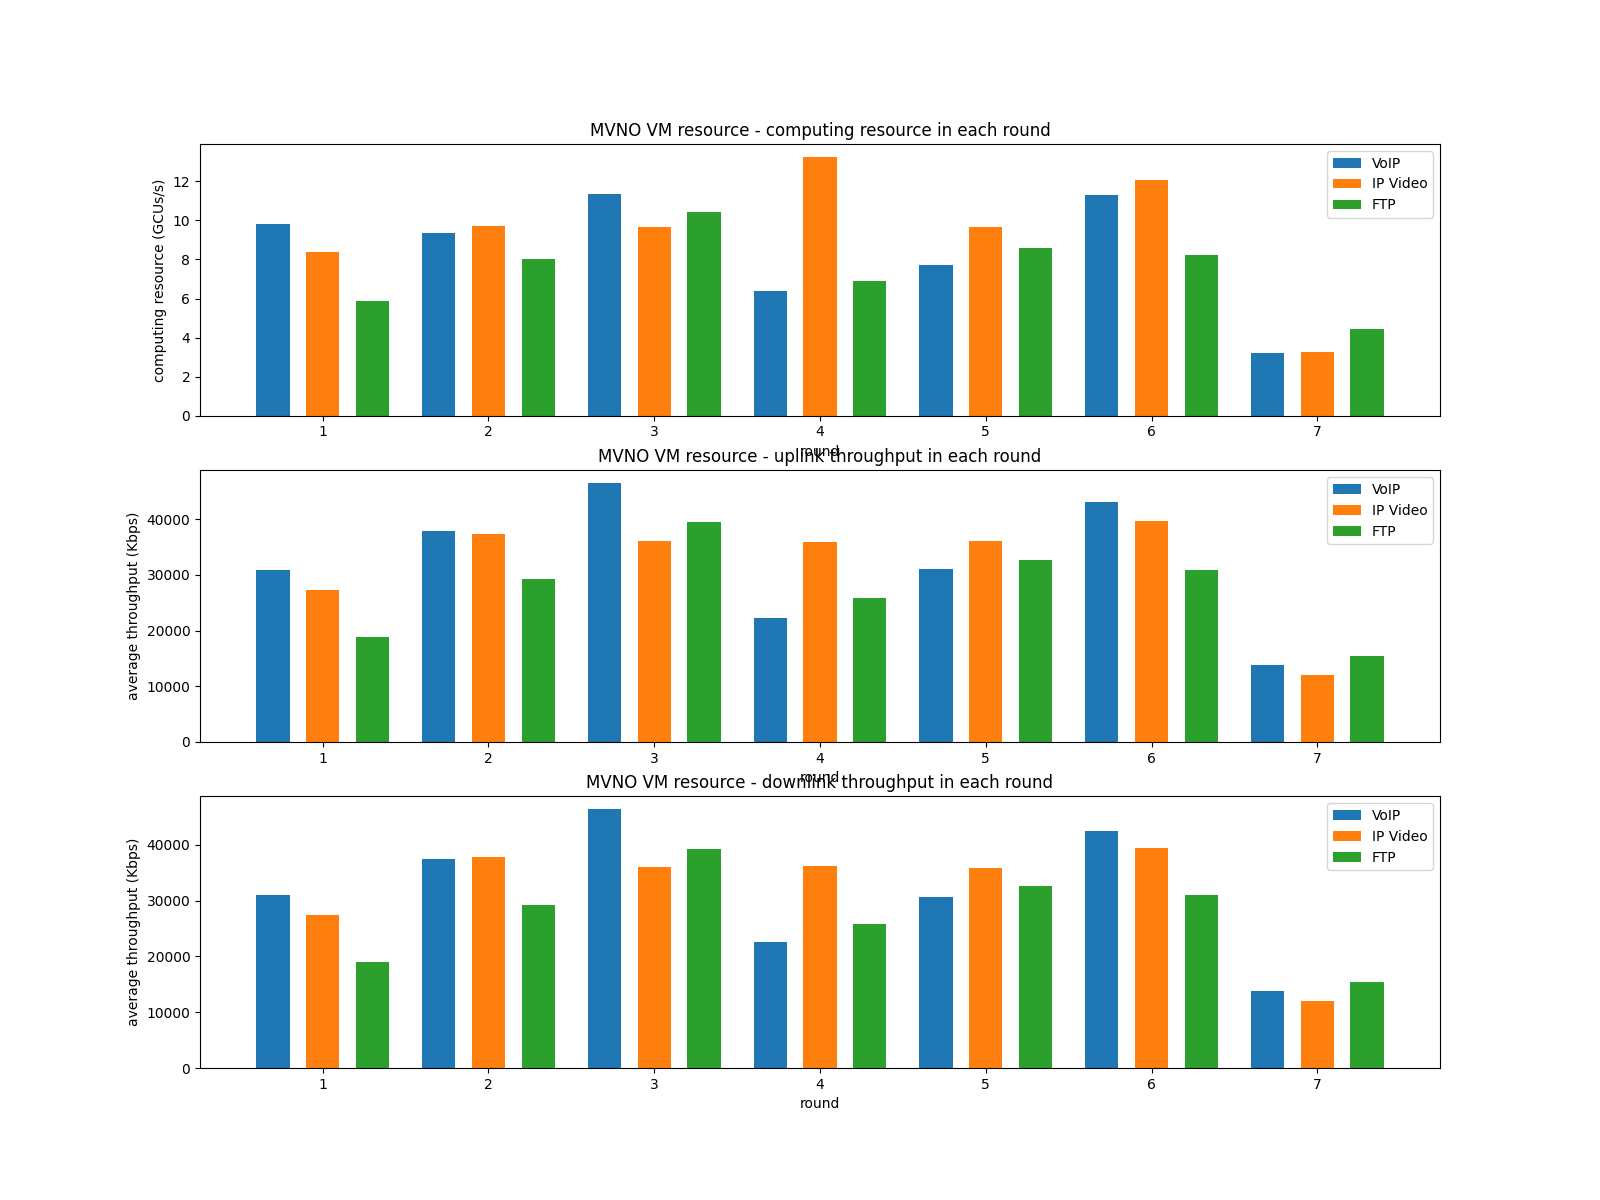 MVNO VM resource - computing resource in each round
computing resource (GCUs/s)
12
10
8
6
4
2
0
VoIP
IP Video
FTP
1 2 3 4 5 6 7
round
MVNO VM resource - uplink throughput in each round
average throughput (Kbps)
40000
30000
20000
10000
0
VoIP
IP Video
FTP
1 2 3 4 5 6 7
round
MVNO VM resource - downlink throughput in each round
average throughput (Kbps)
40000
30000
20000
10000
0
VoIP
IP Video
FTP
1 2 3 4 5 6 7
round